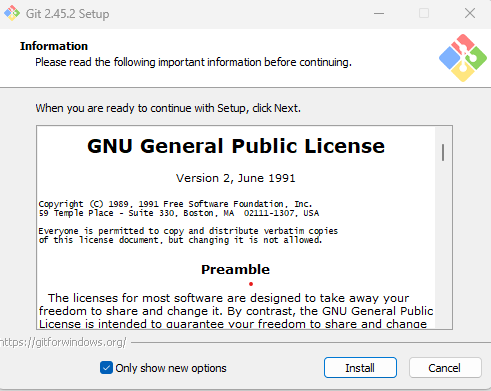 Git 2.45.2 Setup
Information
Please read the following important information before continuing.
When you are ready to continue with Setup, click Next.
GNU General Public License
Version 2, June 1991
Copyright (C) 1989, 1991 Free Software Foundation, Inc.
59 Temple Place - Suite 330, Boston, MA  02111-1307, USA
Everyone is permitted to copy and distribute verbatim copies
of this license document, but changing it is not allowed.
Preamble
The licenses for most software are designed to take away your
freedom to share and change it. By contrast, the GNU General Public
License is intended to guarantee your freedom to share and change
https://gitforwindows.org/
Only show new options
Install
Cancel